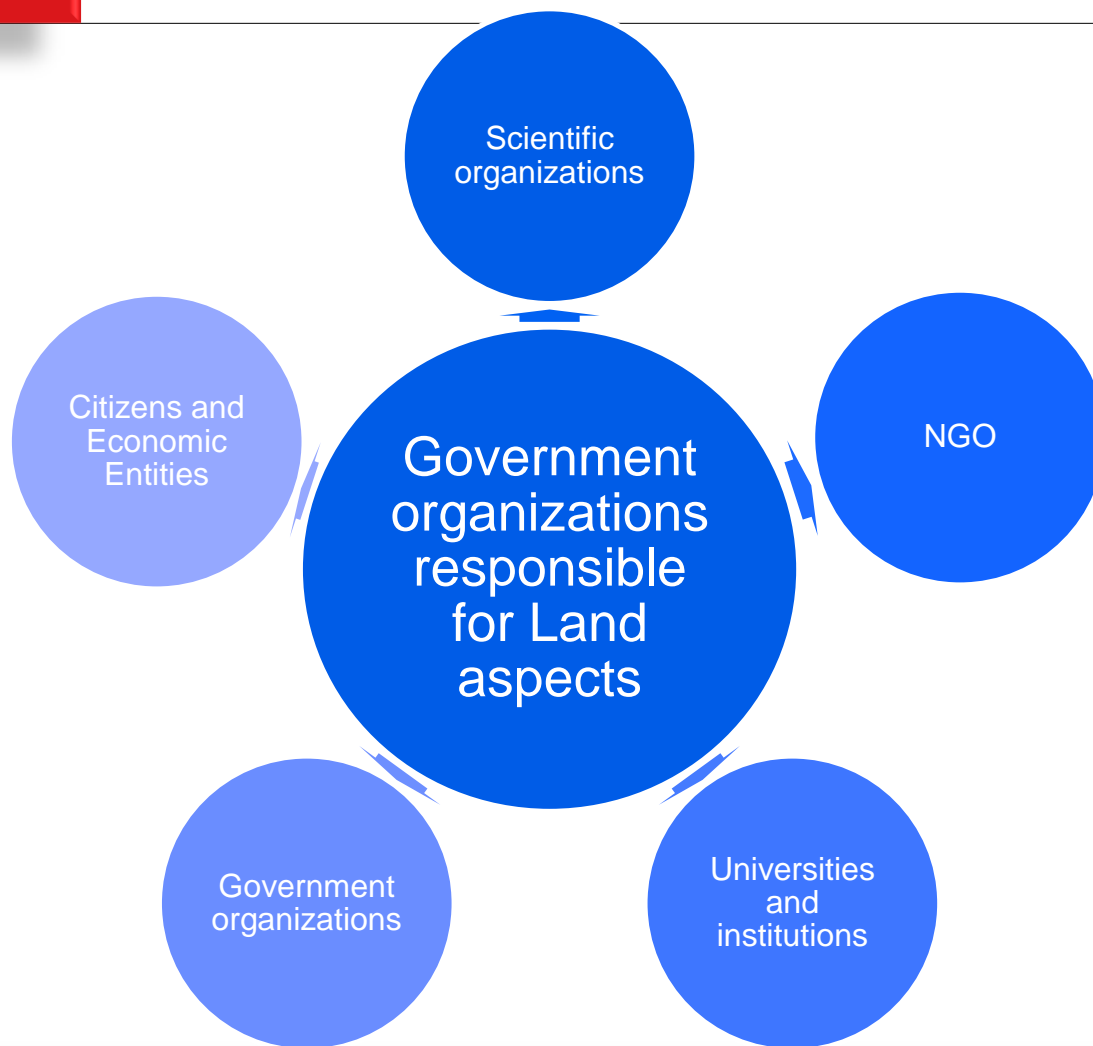 Scientific
organizations
Citizens and
Economic
Entities
NGO
Government
organizations
responsible
for Land
aspects
Government
organizations
Universities
and
institutions